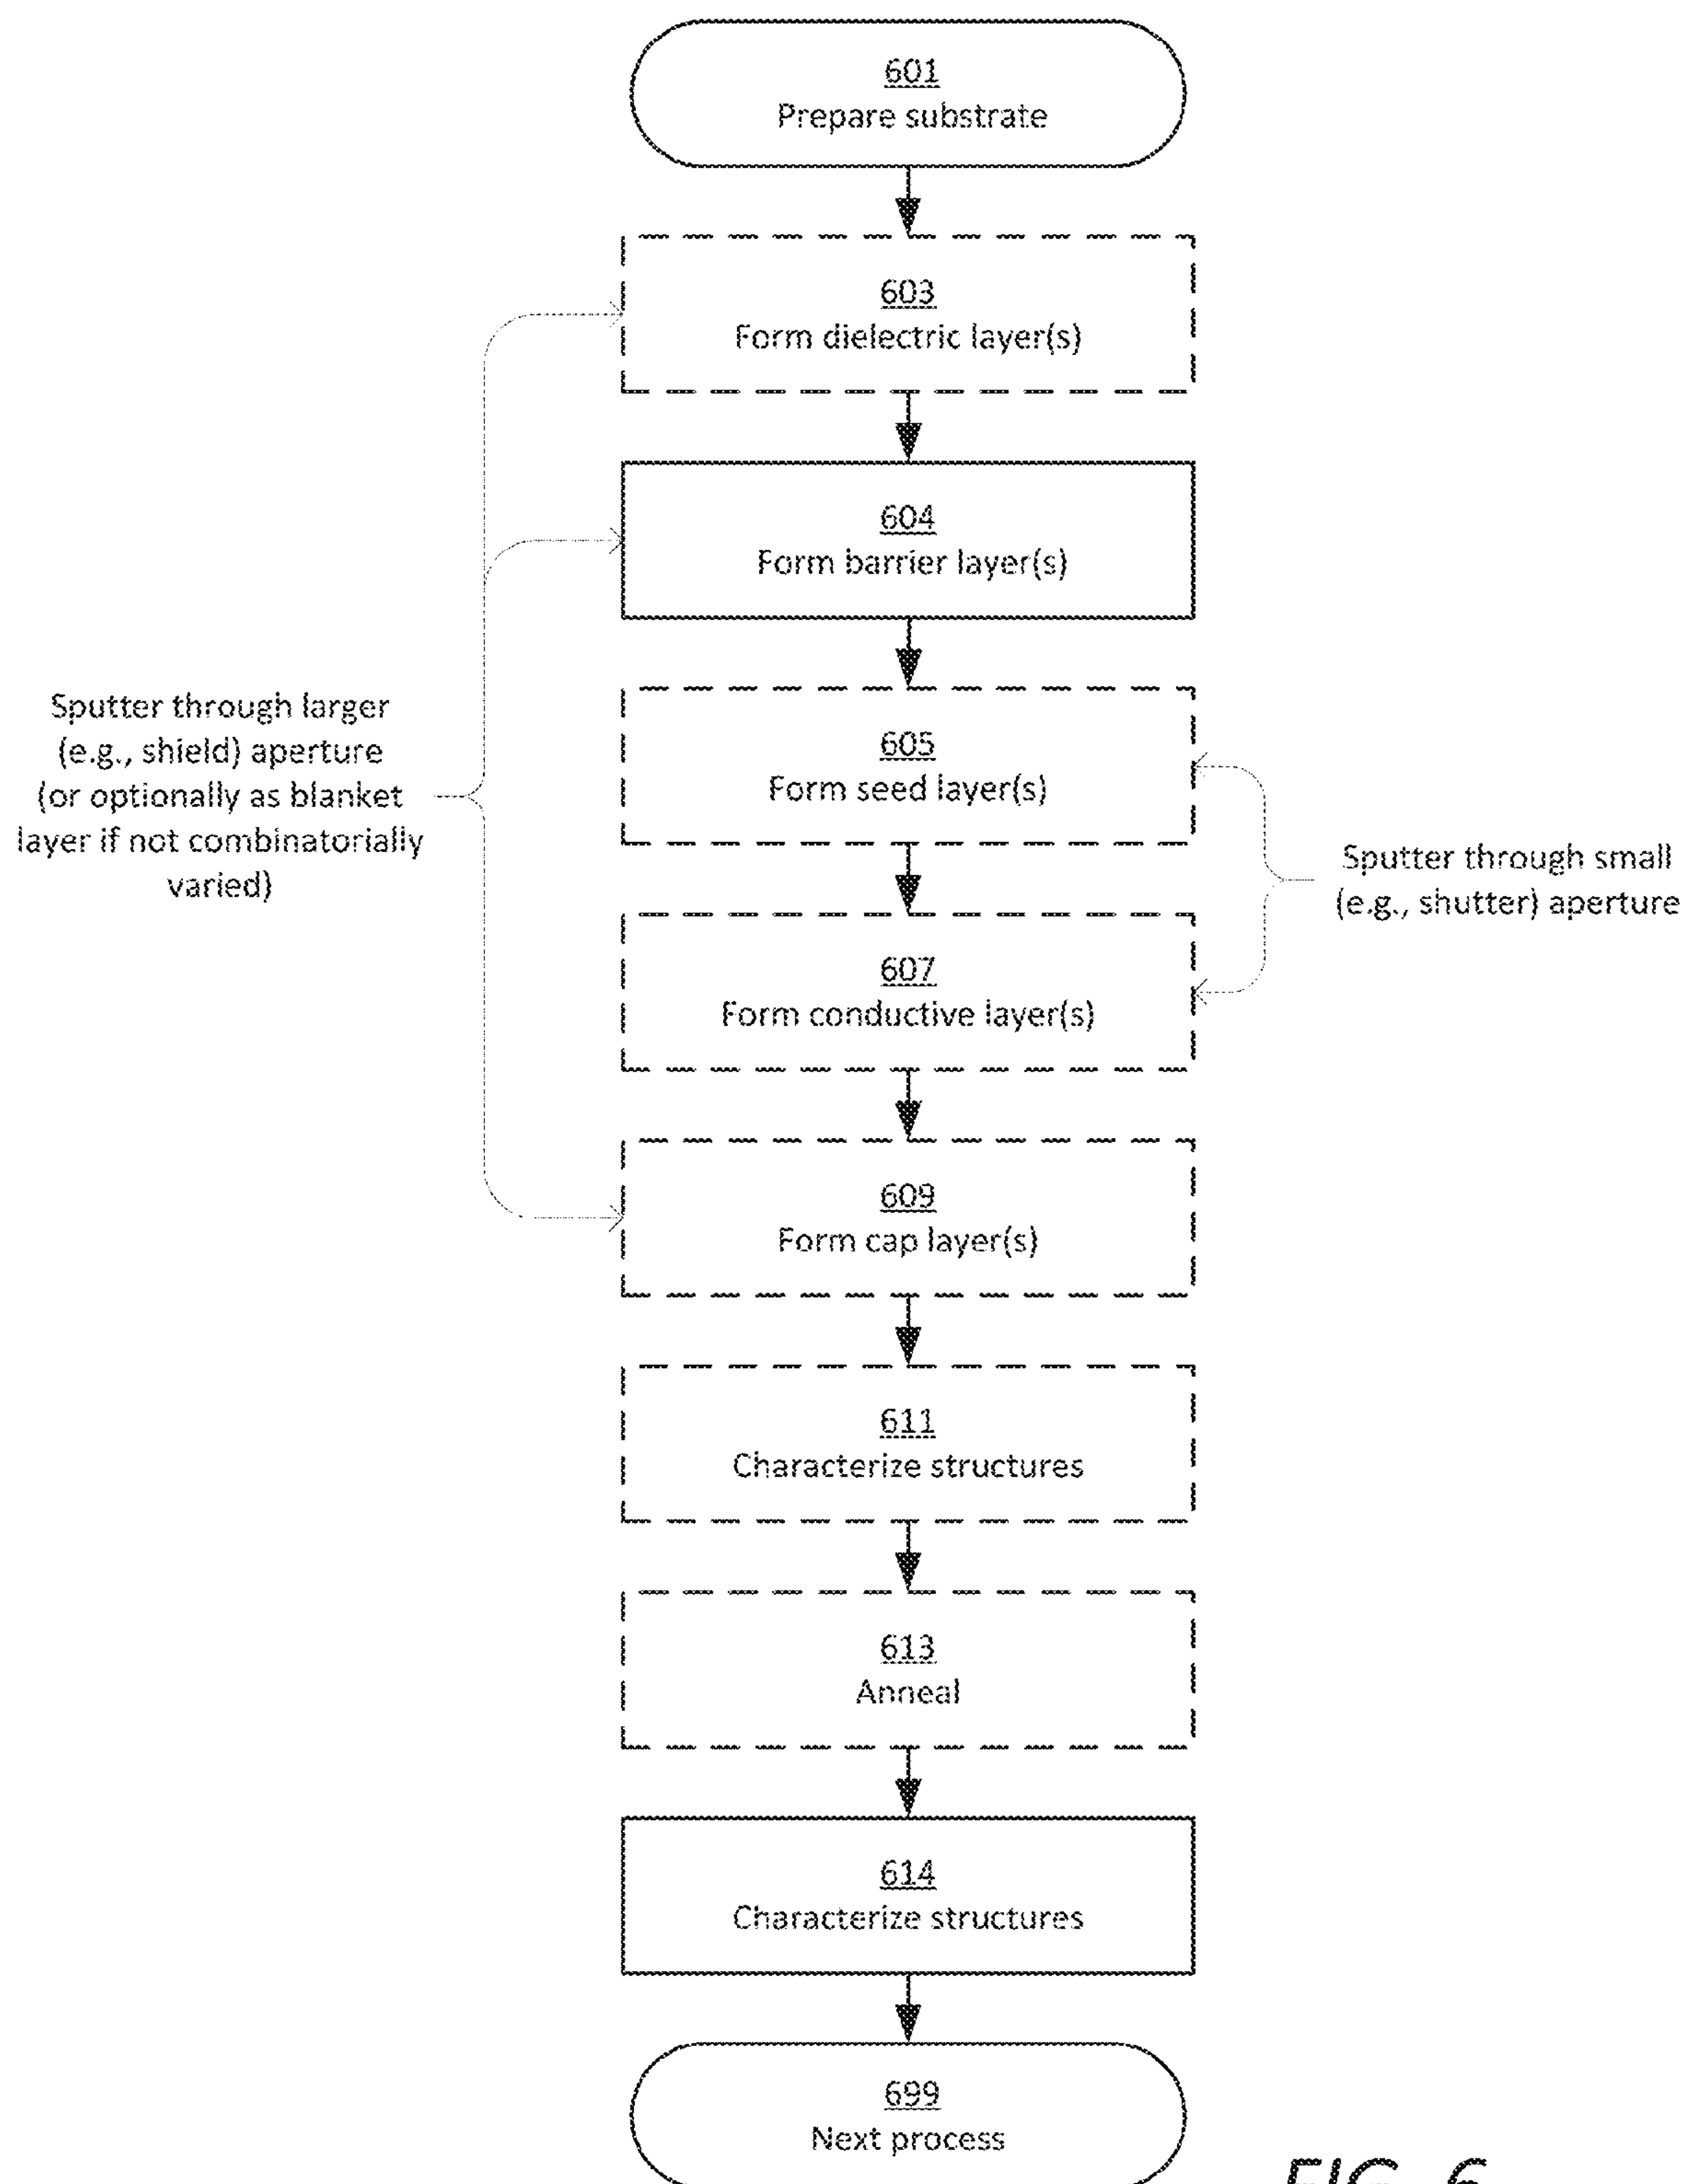 601
Prepare substrate
603
Form dielectric layer(s)
604
Form barrier layer(s)
Sputter through larger
(e.g., shield) aperture
(or optionally as blanket
layer if not combinatorially
varied)
605
Form seed layer(s)
Sputter through small
(e.g., shutter) aperture
607
Form conductive layer(s)
609
Form cap layer(s)
611
Characterize structures
613
Anneal
614
Characterize structures
699
Next process
FIG. 6